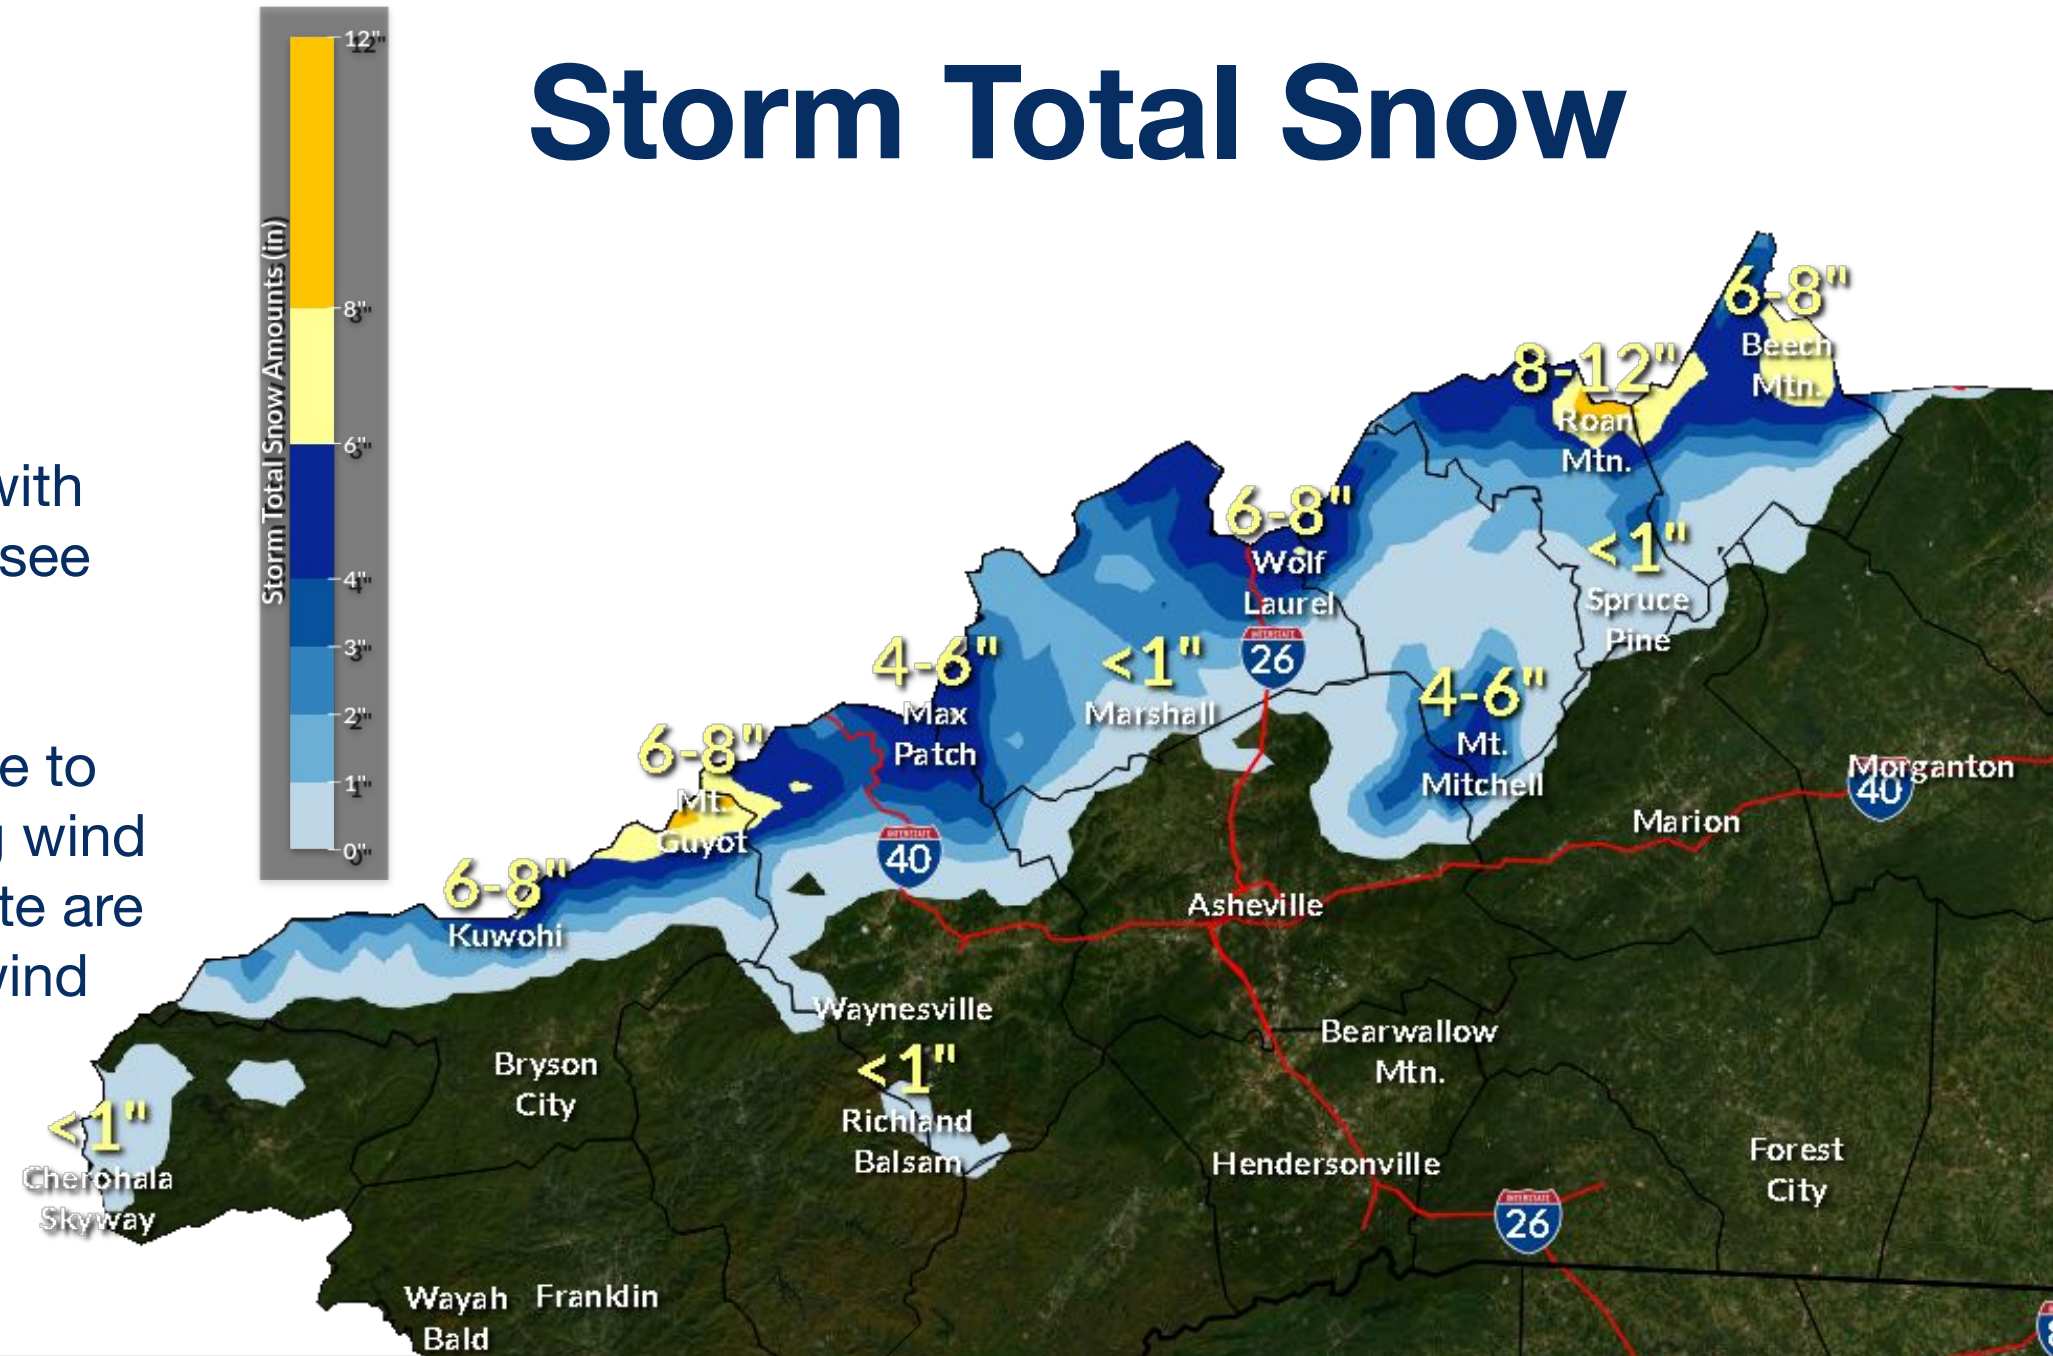 Storm Total Snow
with
see
e to
g wind
te are
wind
Storm Total Snow Amounts (in)
12"
8"
6"
4"
3"
2"
1"
0"
6-8"
Beech
Mtn.
8-12"
Roan
Mtn.
6-8"
Wolf
Laurel
<1"
Spruce
Pine
4-6"
Max
Patch
<1"
Marshall
INTERSTATE
26
4-6"
Mt.
Mitchell
6-8"
Mt.
Guyot
Morganton
40
Marion
INTERSTATE
40
6-8"
Kuwohi
Asheville
Waynesville
Bearwallow
Mtn.
Bryson
City
<1"
Richland
Balsam
<1"
Cherohala
Skyway
Hendersonville
Forest
City
INTERSTATE
26
Wayah
Bald
Franklin